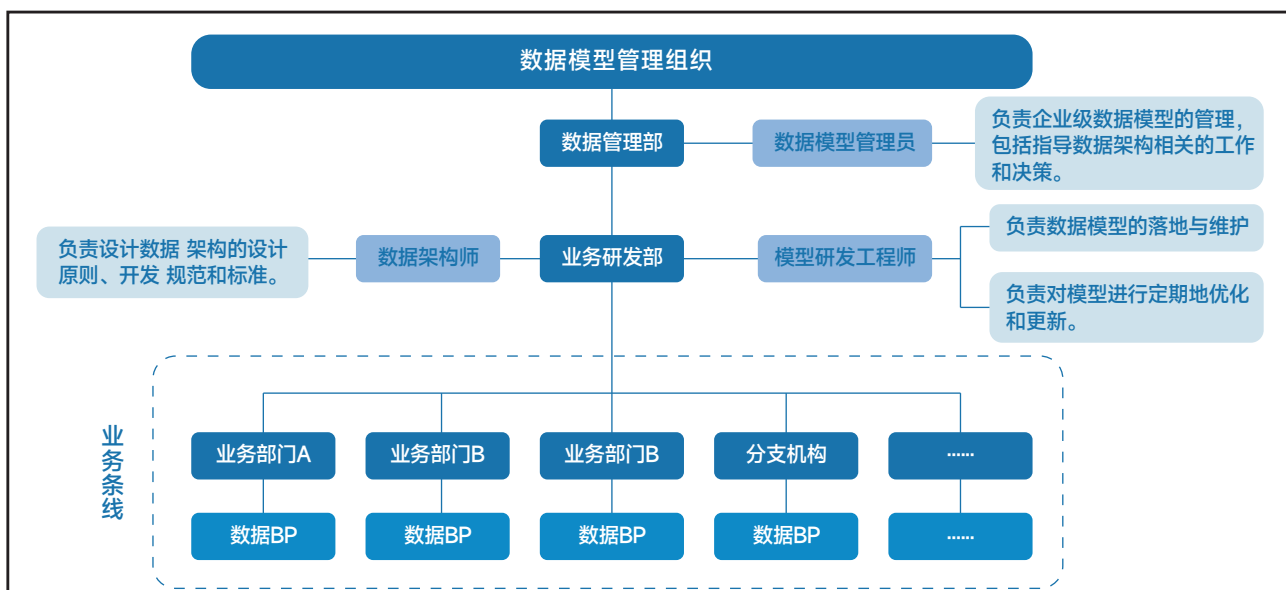 数据模型管理组织
数据管理部
数据模型管理员
负责企业级数据模型的管理，
包括指导数据架构相关的工作
和决策。
负责设计数据 架构的设计
原则、开发 规范和标准。
数据架构师
业务研发部
模型研发工程师
负责数据模型的落地与维护
负责对模型进行定期地优化
和更新。
业务条线
业务部门A
业务部门B
业务部门B
分支机构
……
数据BP
数据BP
数据BP
数据BP
……